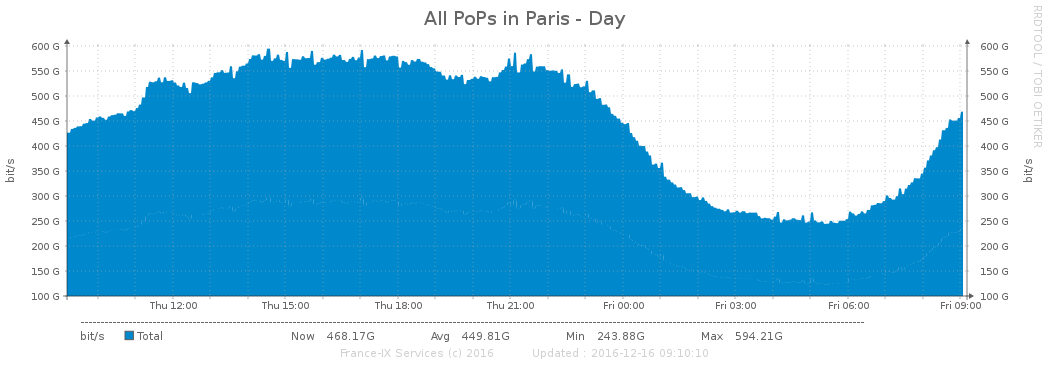 All PoPs in Paris - Day
RRDTOOL / TOBI OETIKER
600 G 600 G
550 G 550 G
500 G 500 G
450 G 450 G
400 G 400 G
350 G 350 G
300 G 300 G
250 G 250 G
200 G 200 G
150 G 150 G
100 G 100 G
bit/s bit/s
Thu 12:00 Thu 15:00 Thu 18:00 Thu 21:00 Fri 00:00 Fri 03:00 Fri 06:00 Fri 09:00
bit/s Total Now 468.17G Avg 449.81G Min 243.88G Max 594.21G
France-IX Services (c) 2016 Updated : 2016-12-16 09:10:10